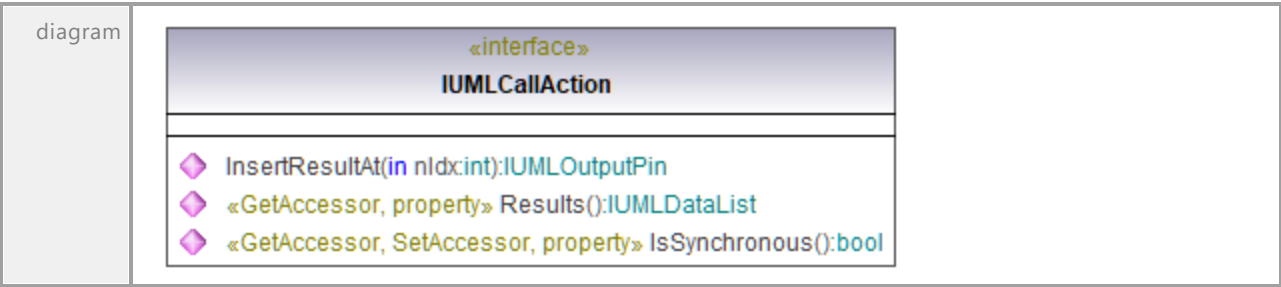 diagram
«interface»
IUMLCallAction
InsertResultAt(in nIdx:int):IUMLOutputPin
«GetAccessor, property» Results():IUMLDataList
«GetAccessor, SetAccessor, property» IsSynchronous():bool